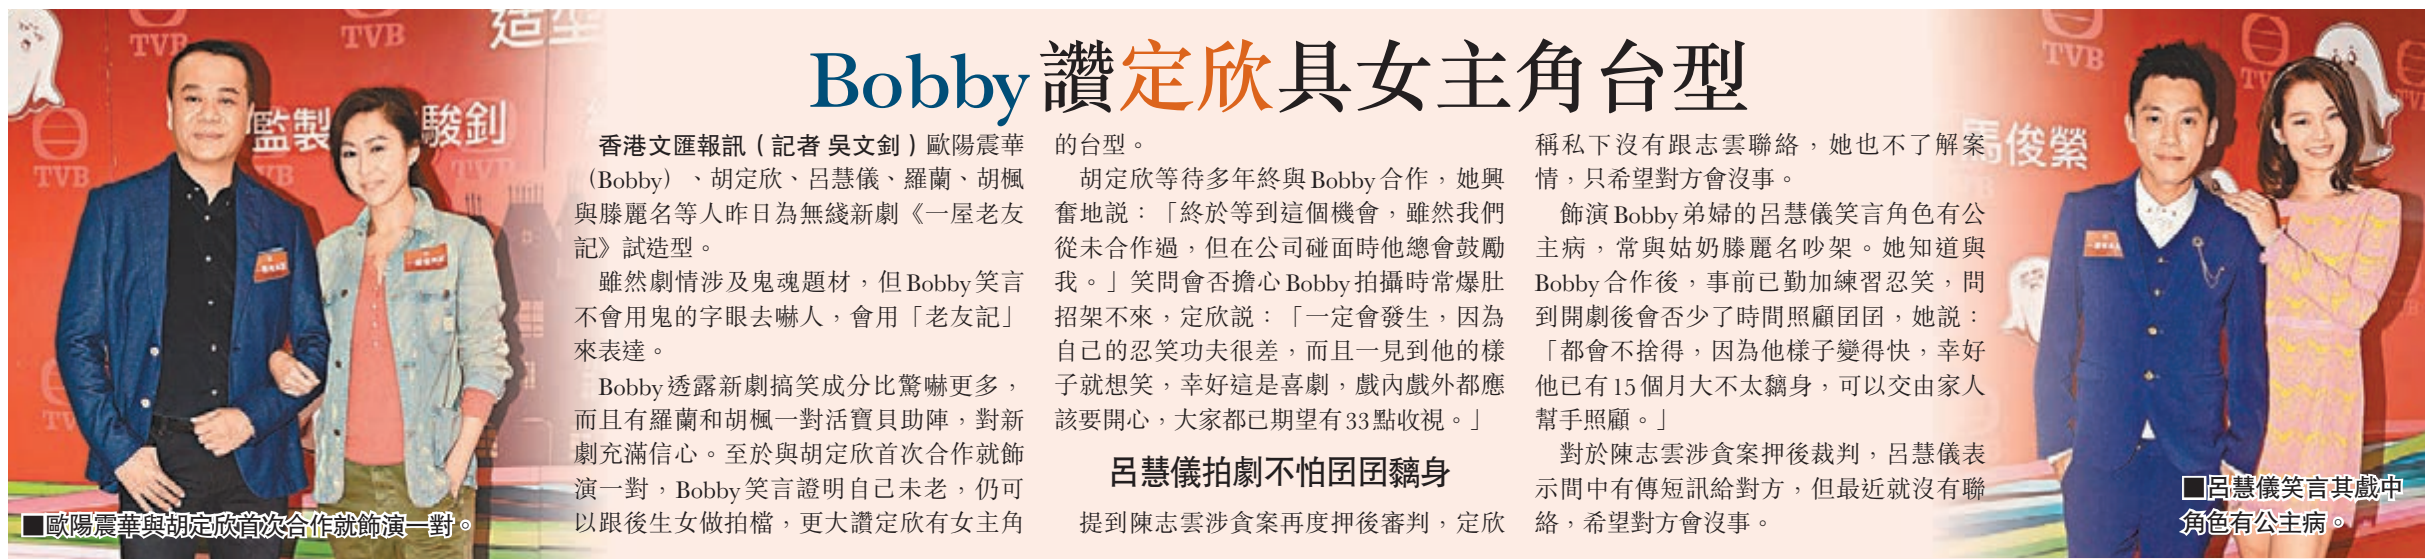 Bobby讚定欣具女主角台型
香港文匯報訊（記者 吳文釗）歐陽震華
（Bobby）、胡定欣、呂慧儀、羅蘭、胡楓
與滕麗名等人昨日為無綫新劇《一屋老友
記》試造型。
雖然劇情涉及鬼魂題材，但Bobby笑言
不會用鬼的字眼去嚇人，會用「老友記」
來表達。
Bobby透露新劇搞笑成分比驚嚇更多，
而且有羅蘭和胡楓一對活寶貝助陣，對新
劇充滿信心。至於與胡定欣首次合作就飾
演一對，Bobby笑言證明自己未老，仍可
以跟後生女做拍檔，更大讚定欣有女主角
的台型。
胡定欣等待多年終與Bobby合作，她興
奮地説：「終於等到這個機會，雖然我們
從未合作過，但在公司碰面時他總會鼓勵
我。」笑問會否擔心Bobby拍攝時常爆肚
招架不來，定欣説：「一定會發生，因為
自己的忍笑功夫很差，而且一見到他的樣
子就想笑，幸好這是喜劇，戲內戲外都應
該要開心，大家都已期望有33點收視。」
呂慧儀拍劇不怕囝囝黐身
提到陳志雲涉貪案再度押後審判，定欣
稱私下沒有跟志雲聯絡，她也不了解案
情，只希望對方會沒事。
飾演Bobby弟婦的呂慧儀笑言角色有公
主病，常與姑奶滕麗名吵架。她知道與
Bobby合作後，事前已勤加練習忍笑，問
到開劇後會否少了時間照顧囝囝，她説：
「都會不捨得，因為他樣子變得快，幸好
他已有15個月大不太黐身，可以交由家人
幫手照顧。」
對於陳志雲涉貪案押後裁判，呂慧儀表
示間中有傳短訊給對方，但最近就沒有聯
絡，希望對方會沒事。
■歐陽震華與胡定欣首次合作就飾演一對。
■呂慧儀笑言其戲中
角色有公主病。
TVB
TVB
造型
監製
駿釗
TVB
TVB
TVB
TVB
馬俊縈